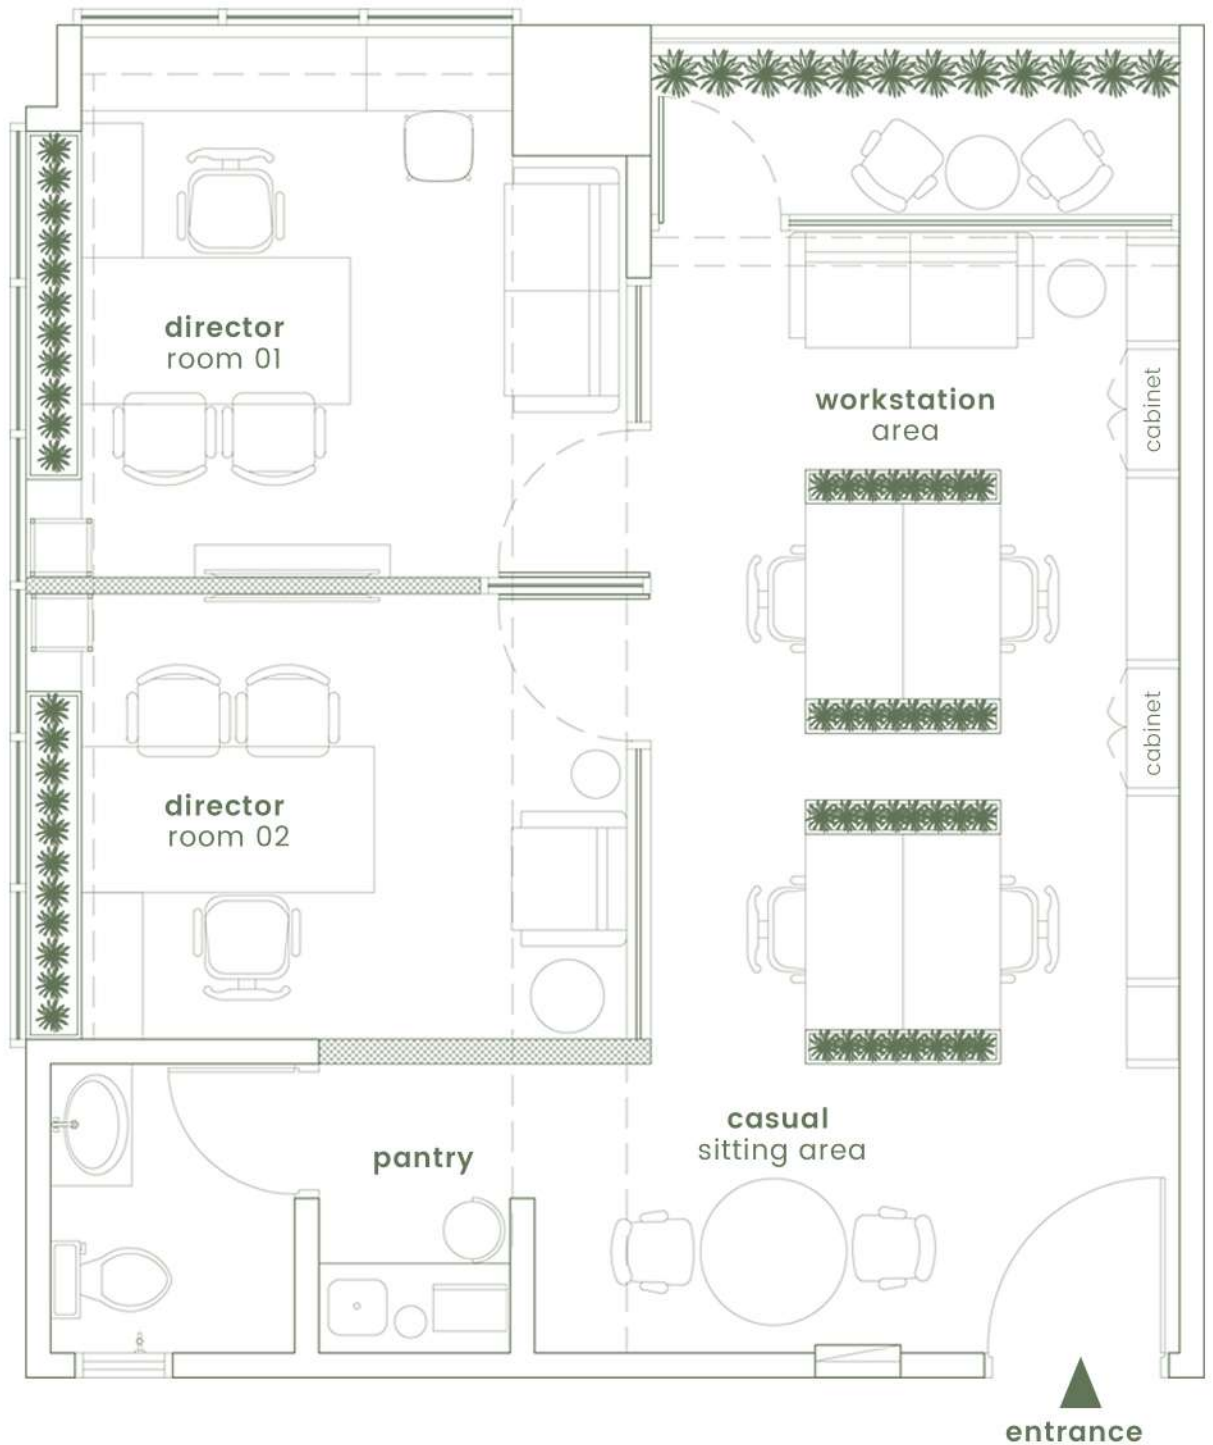 director
room 01
workstation
area
cabinet
cabinet
director
room 02
casual
sitting area
pantry
entrance